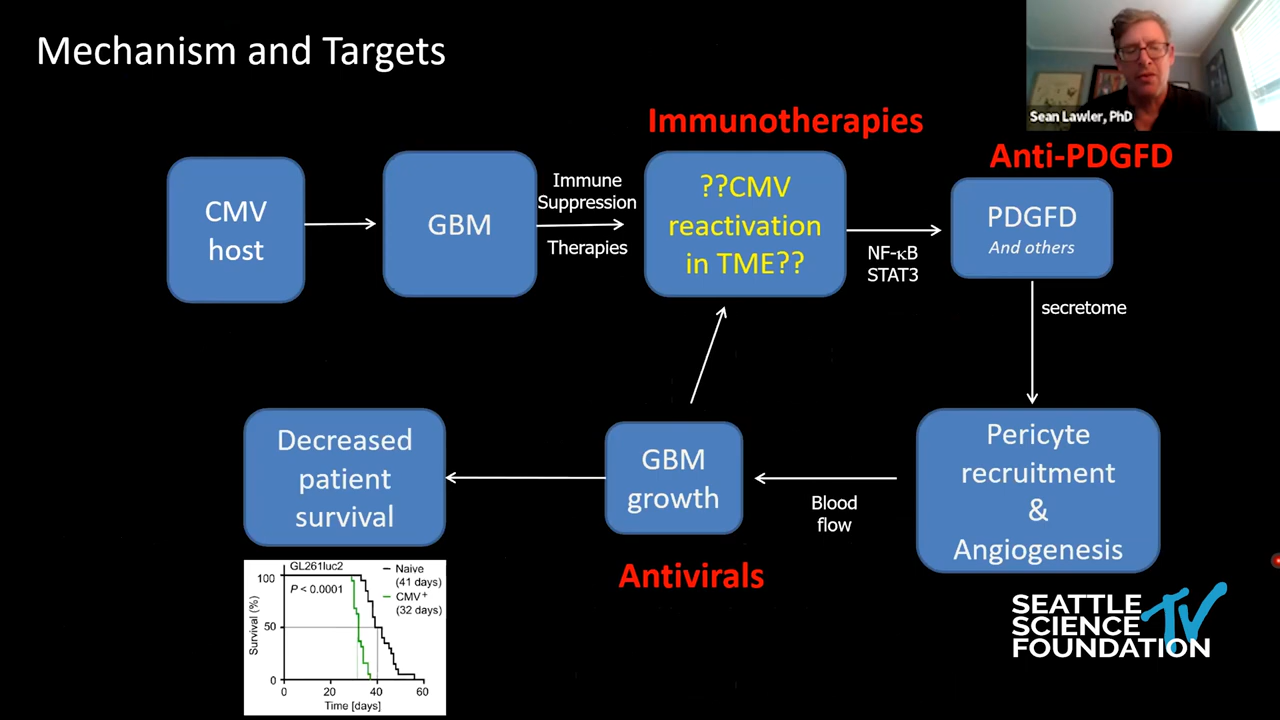 Mechanism and Targets
Sean Lawler, PhD
Immunotherapies
Anti-PDGFD
CMV
host
GBM
Immune
Suppression
Therapies
??CMV
reactivation
in TME??
NF-κB
STAT3
PDGFD
And others
secretome
Decreased
patient
survival
GBM
growth
Blood
flow
Pericyte
recruitment
&
Angiogenesis
Antivirals
GL261luc2
P < 0.0001
Naive
(41 days)
CMV+
(32 days)
Survival (%)
100
50
0
0 20 40 60
Time [days]
SEATTLE
SCIENCE TV
FOUNDATION